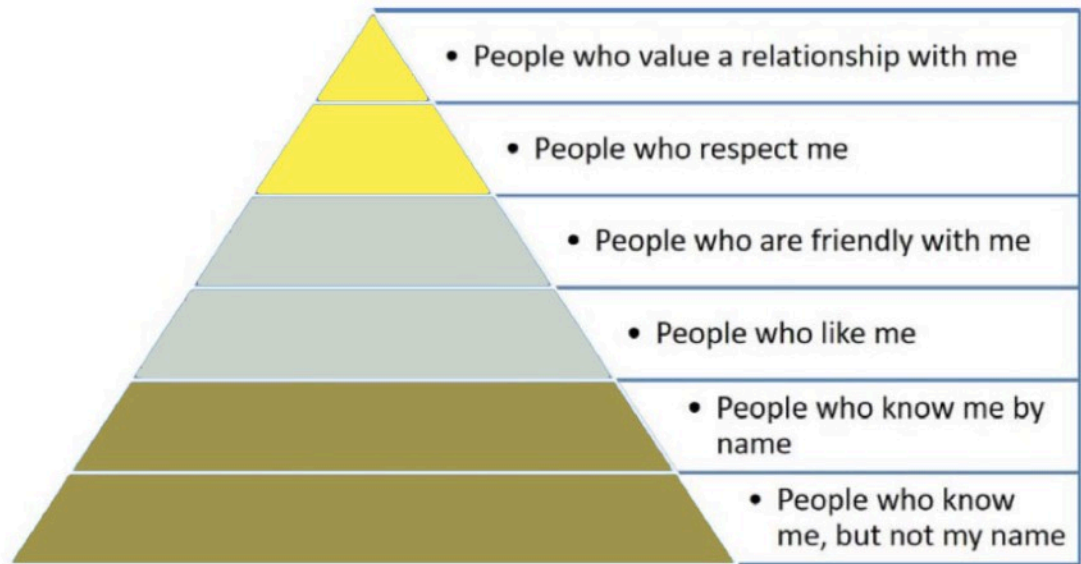 • People who value a relationship with me
• People who respect me
• People who are friendly with me
• People who like me
• People who know me by
name
• People who know
me, but not my name